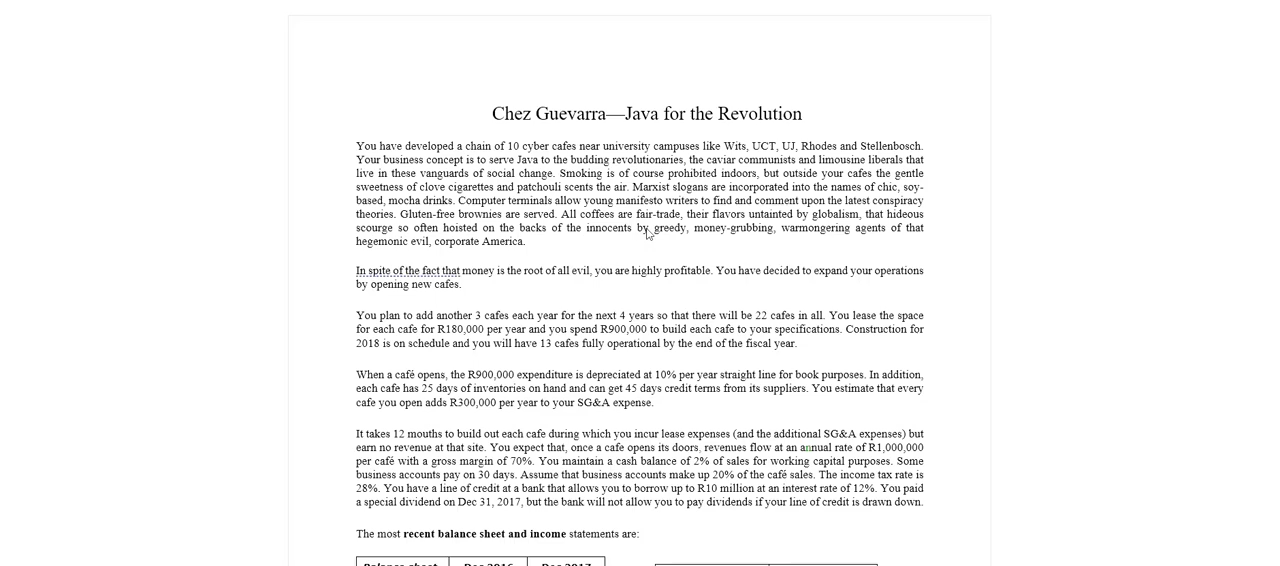 Chez Guevarra—Java for the Revolution
You have developed a chain of 10 cyber cafes near university campuses like Wits, UCT, UJ, Rhodes and Stellenbosch.
Your business concept is to serve Java to the budding revolutionaries, the caviar communists and limousine liberals that
live in these vanguards of social change. Smoking is of course prohibited indoors, but outside your cafes the gentle
sweetness of clove cigarettes and patchouli scents the air. Marxist slogans are incorporated into the names of chic, soy-
based, mocha drinks. Computer terminals allow young manifesto writers to find and comment upon the latest conspiracy
theories. Gluten-free brownies are served. All coffees are fair-trade, their flavors untainted by globalism, that hideous
scourge so often hoisted on the backs of the innocents by greedy, money-grubbing, warmongering agents of that
hegemonic evil, corporate America.
In spite of the fact that money is the root of all evil, you are highly profitable. You have decided to expand your operations
by opening new cafes.
You plan to add another 3 cafes each year for the next 4 years so that there will be 22 cafes in all. You lease the space
for each cafe for R180,000 per year and you spend R900,000 to build each cafe to your specifications. Construction for
2018 is on schedule and you will have 13 cafes fully operational by the end of the fiscal year.
When a café opens, the R900,000 expenditure is depreciated at 10% per year straight line for book purposes. In addition,
each cafe has 25 days of inventories on hand and can get 45 days credit terms from its suppliers. You estimate that every
cafe you open adds R300,000 per year to your SG&A expense.
It takes 12 mouths to build out each cafe during which you incur lease expenses (and the additional SG&A expenses) but
earn no revenue at that site. You expect that, once a cafe opens its doors, revenues flow at an annual rate of R1,000,000
per café with a gross margin of 70%. You maintain a cash balance of 2% of sales for working capital purposes. Some
business accounts pay on 30 days. Assume that business accounts make up 20% of the café sales. The income tax rate is
28%. You have a line of credit at a bank that allows you to borrow up to R10 million at an interest rate of 12%. You paid
a special dividend on Dec 31, 2017, but the bank will not allow you to pay dividends if your line of credit is drawn down.
The most recent balance sheet and income statements are:
Balance sheet Dec 2016 Dec 2017